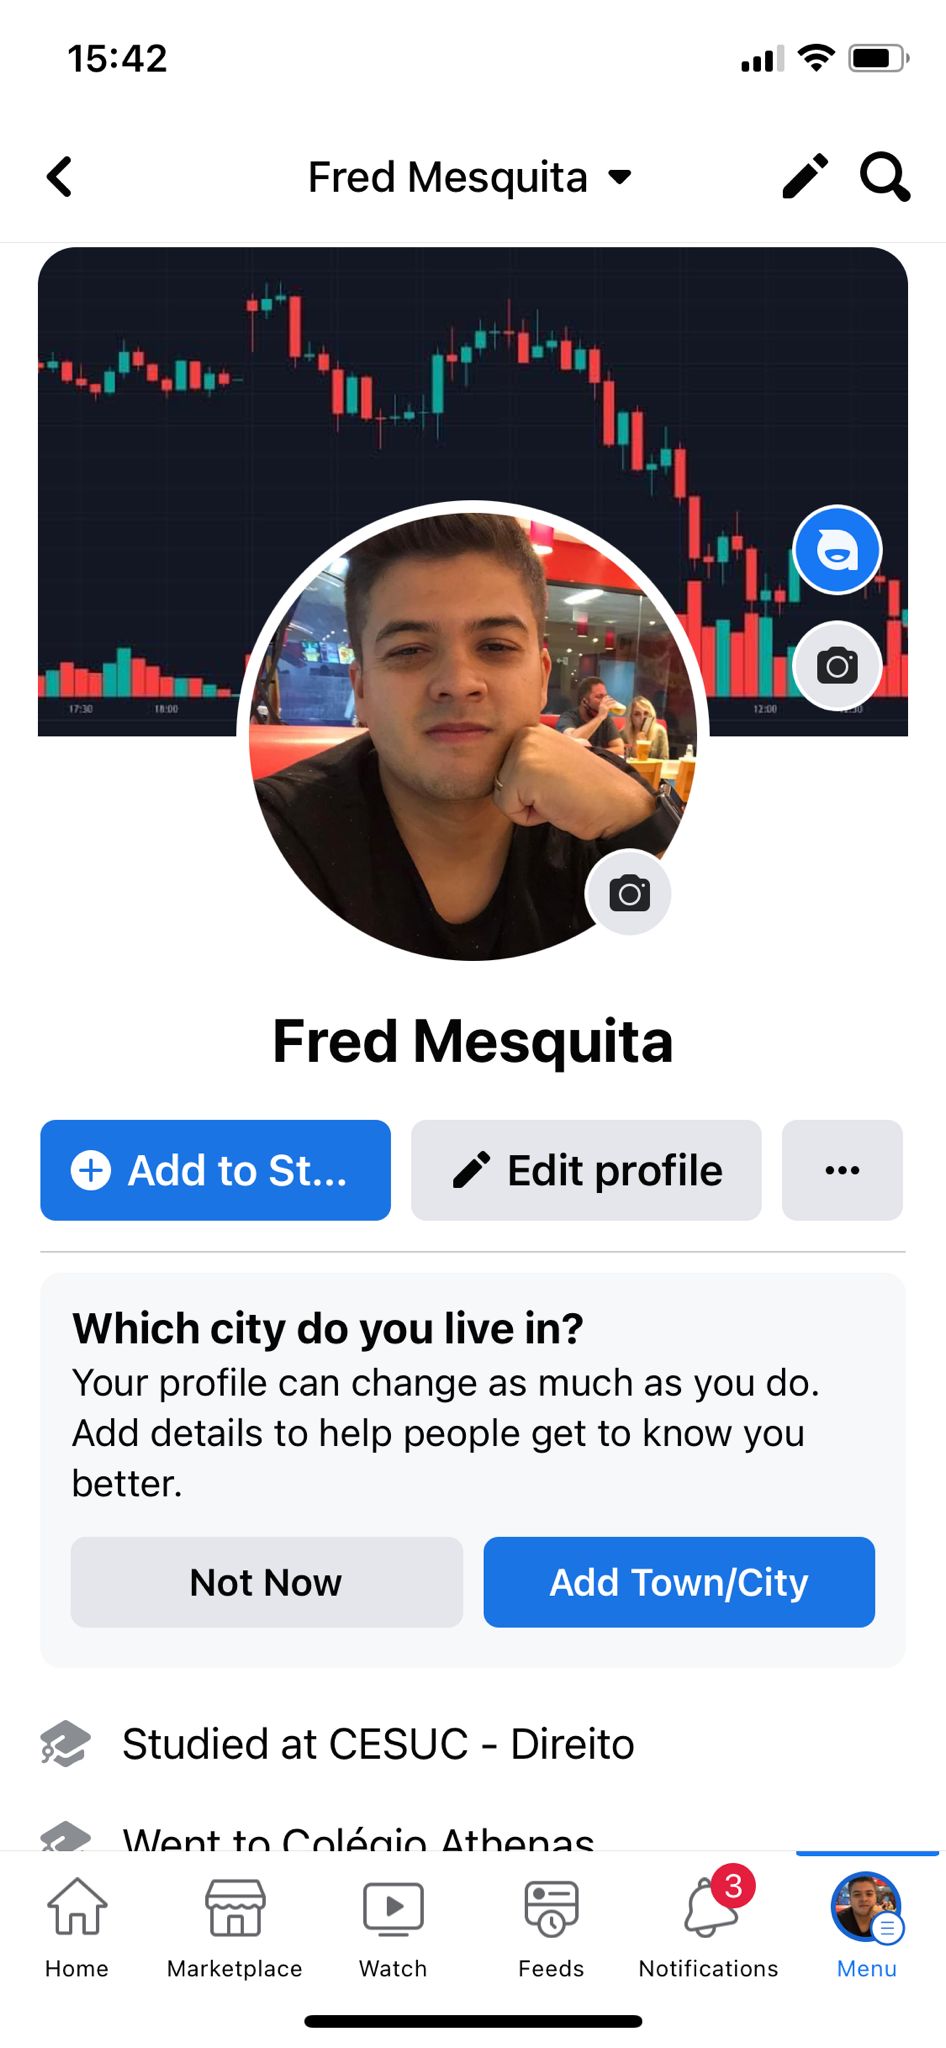 15:42
Fred Mesquita
17:30 18:00 12:00
Fred Mesquita
Add to St...
Edit profile
...
Which city do you live in?
Your profile can change as much as you do.
Add details to help people get to know you
better.
Not Now
Add Town/City
Studied at CESUC - Direito
Went to Colégio Athenas
3
Home
Marketplace
Watch
Feeds
Notifications
Menu